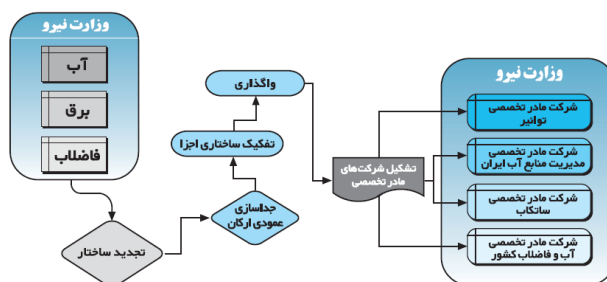 وزارت نیرو
آب
برق
فاضلاب
تجدید ساختار
جداسازی
عمودی ارکان
تفکیک ساختاری اجزا
واگذاری
تشکیل شرکت‌های
مادر تخصصی
وزارت نیرو
شرکت مادر تخصصی
توانیر
شرکت مادر تخصصی
مدیریت منابع آب ایران
شرکت مادر تخصصی
ساتکاب
شرکت مادر تخصصی
آب و فاضلاب کشور